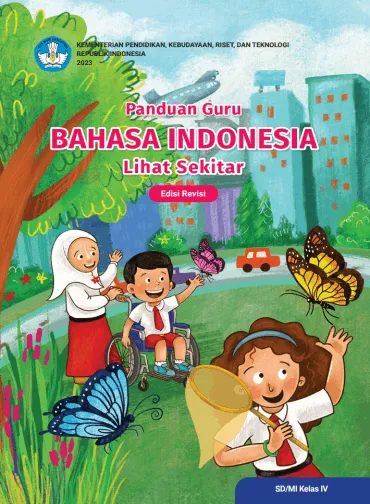 KEMENTERIAN PENDIDIKAN, KEBUDAYAAN, RISET, DAN TEKNOLOGI
REPUBLIK INDONESIA
2023
Panduan Guru
BAHASA INDONESIA
Lihat Sekitar
Edisi Revisi
SD/MI Kelas IV